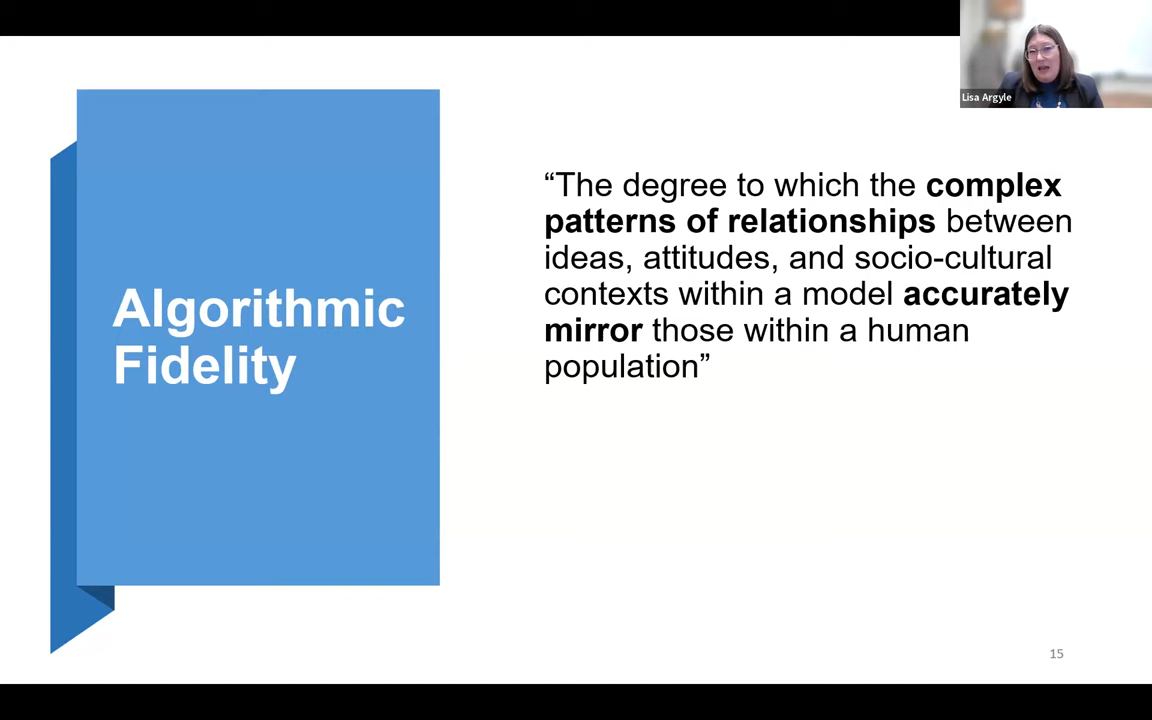 Lisa Argyle
Algorithmic
Fidelity
“The degree to which the complex
patterns of relationships between
ideas, attitudes, and socio-cultural
contexts within a model accurately
mirror those within a human
population”
15